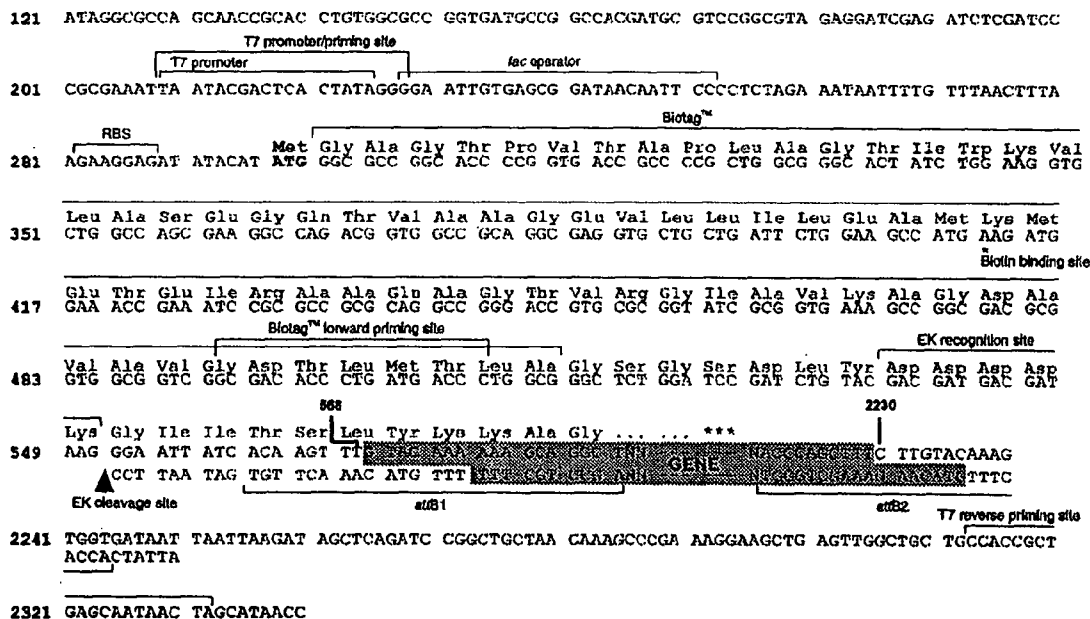 121 ATAGGCGCCA GCAACCGCAC CTGTGGCGCC GGTGATGCCG GCCACGATGC GTCCGGCGTA GAGGATCGAG ATCTCGATCC
T7 promoter/priming site
T7 promoter
lac operator
201 CGCGAAATTA ATACGACTCA CTATAGGGGA ATTGTGAGCG GATAACAATT CCCCTCTAGA AATAATTTTG TTTAACTTTA
RBS
Biotag™
Met Gly Ala Gly Thr Pro Val Thr Ala Pro Leu Ala Gly Thr Ile Trp Lys Val
281 AGAAGGAGAT ATACAT ATG GGC GCC GGC ACC CCG GTG ACC GCC CCG CTG GCG GGC ACT ATC TGG AAG GTG
Leu Ala Ser Glu Gly Gln Thr Val Ala Ala Gly Glu Val Leu Leu Ile Leu Glu Ala Met Lys Met
351 CTG GCC AGC GAA GGC CAG ACG GTG GCC GCA GGC GAG GTG CTG CTG ATT CTG GAA GCC ATG AAG ATG
*
Biotin binding site
Glu Thr Glu Ile Arg Ala Ala Gln Ala Gly Thr Val Arg Gly Ile Ala Val Lys Ala Gly Asp Ala
417 GAA ACC GAA ATC CGC GCC GCG CAG GCC GGG ACC GTG CGC GGT ATC GCG GTG AAA GCC GGC GAC GCG
Biotag™ forward priming site
EK recognition site
Val Ala Val Gly Asp Thr Leu Met Thr Leu Ala Gly Ser Gly Ser Asp Leu Tyr Asp Asp Asp Asp
483 GTG GCG GTC GGC GAC ACC CTG ATG ACC CTG GCG GGC TCT GGA TCC GAT CTG TAC GAC GAT GACGAT
568
2230
Lys Gly Ile Ile Thr Ser Leu Tyr Lys Lys Ala Gly ... ... ***
549 AAG GGA ATT ATC ACA AGT TTG TAC AAA AAA GCA GGC TNN GENE NACCCAGCTTTC TTGTACAAAG
CCT TAA TAG TGT TCA AAC ATG TTT TTT CGT CCG ANN TTTC
EK cleavage site
attB1
attB2
T7 reverse priming site
2241 TGGTGATAAT TAATTAAGAT AGCTCAGATC CGGCTGCTAA CAAAGCCCGA AAGGAAGCTG AGTTGGCTGC TGCCACCGCT
ACCACTATTA
2321 GAGCAATAAC TAGCATAACC